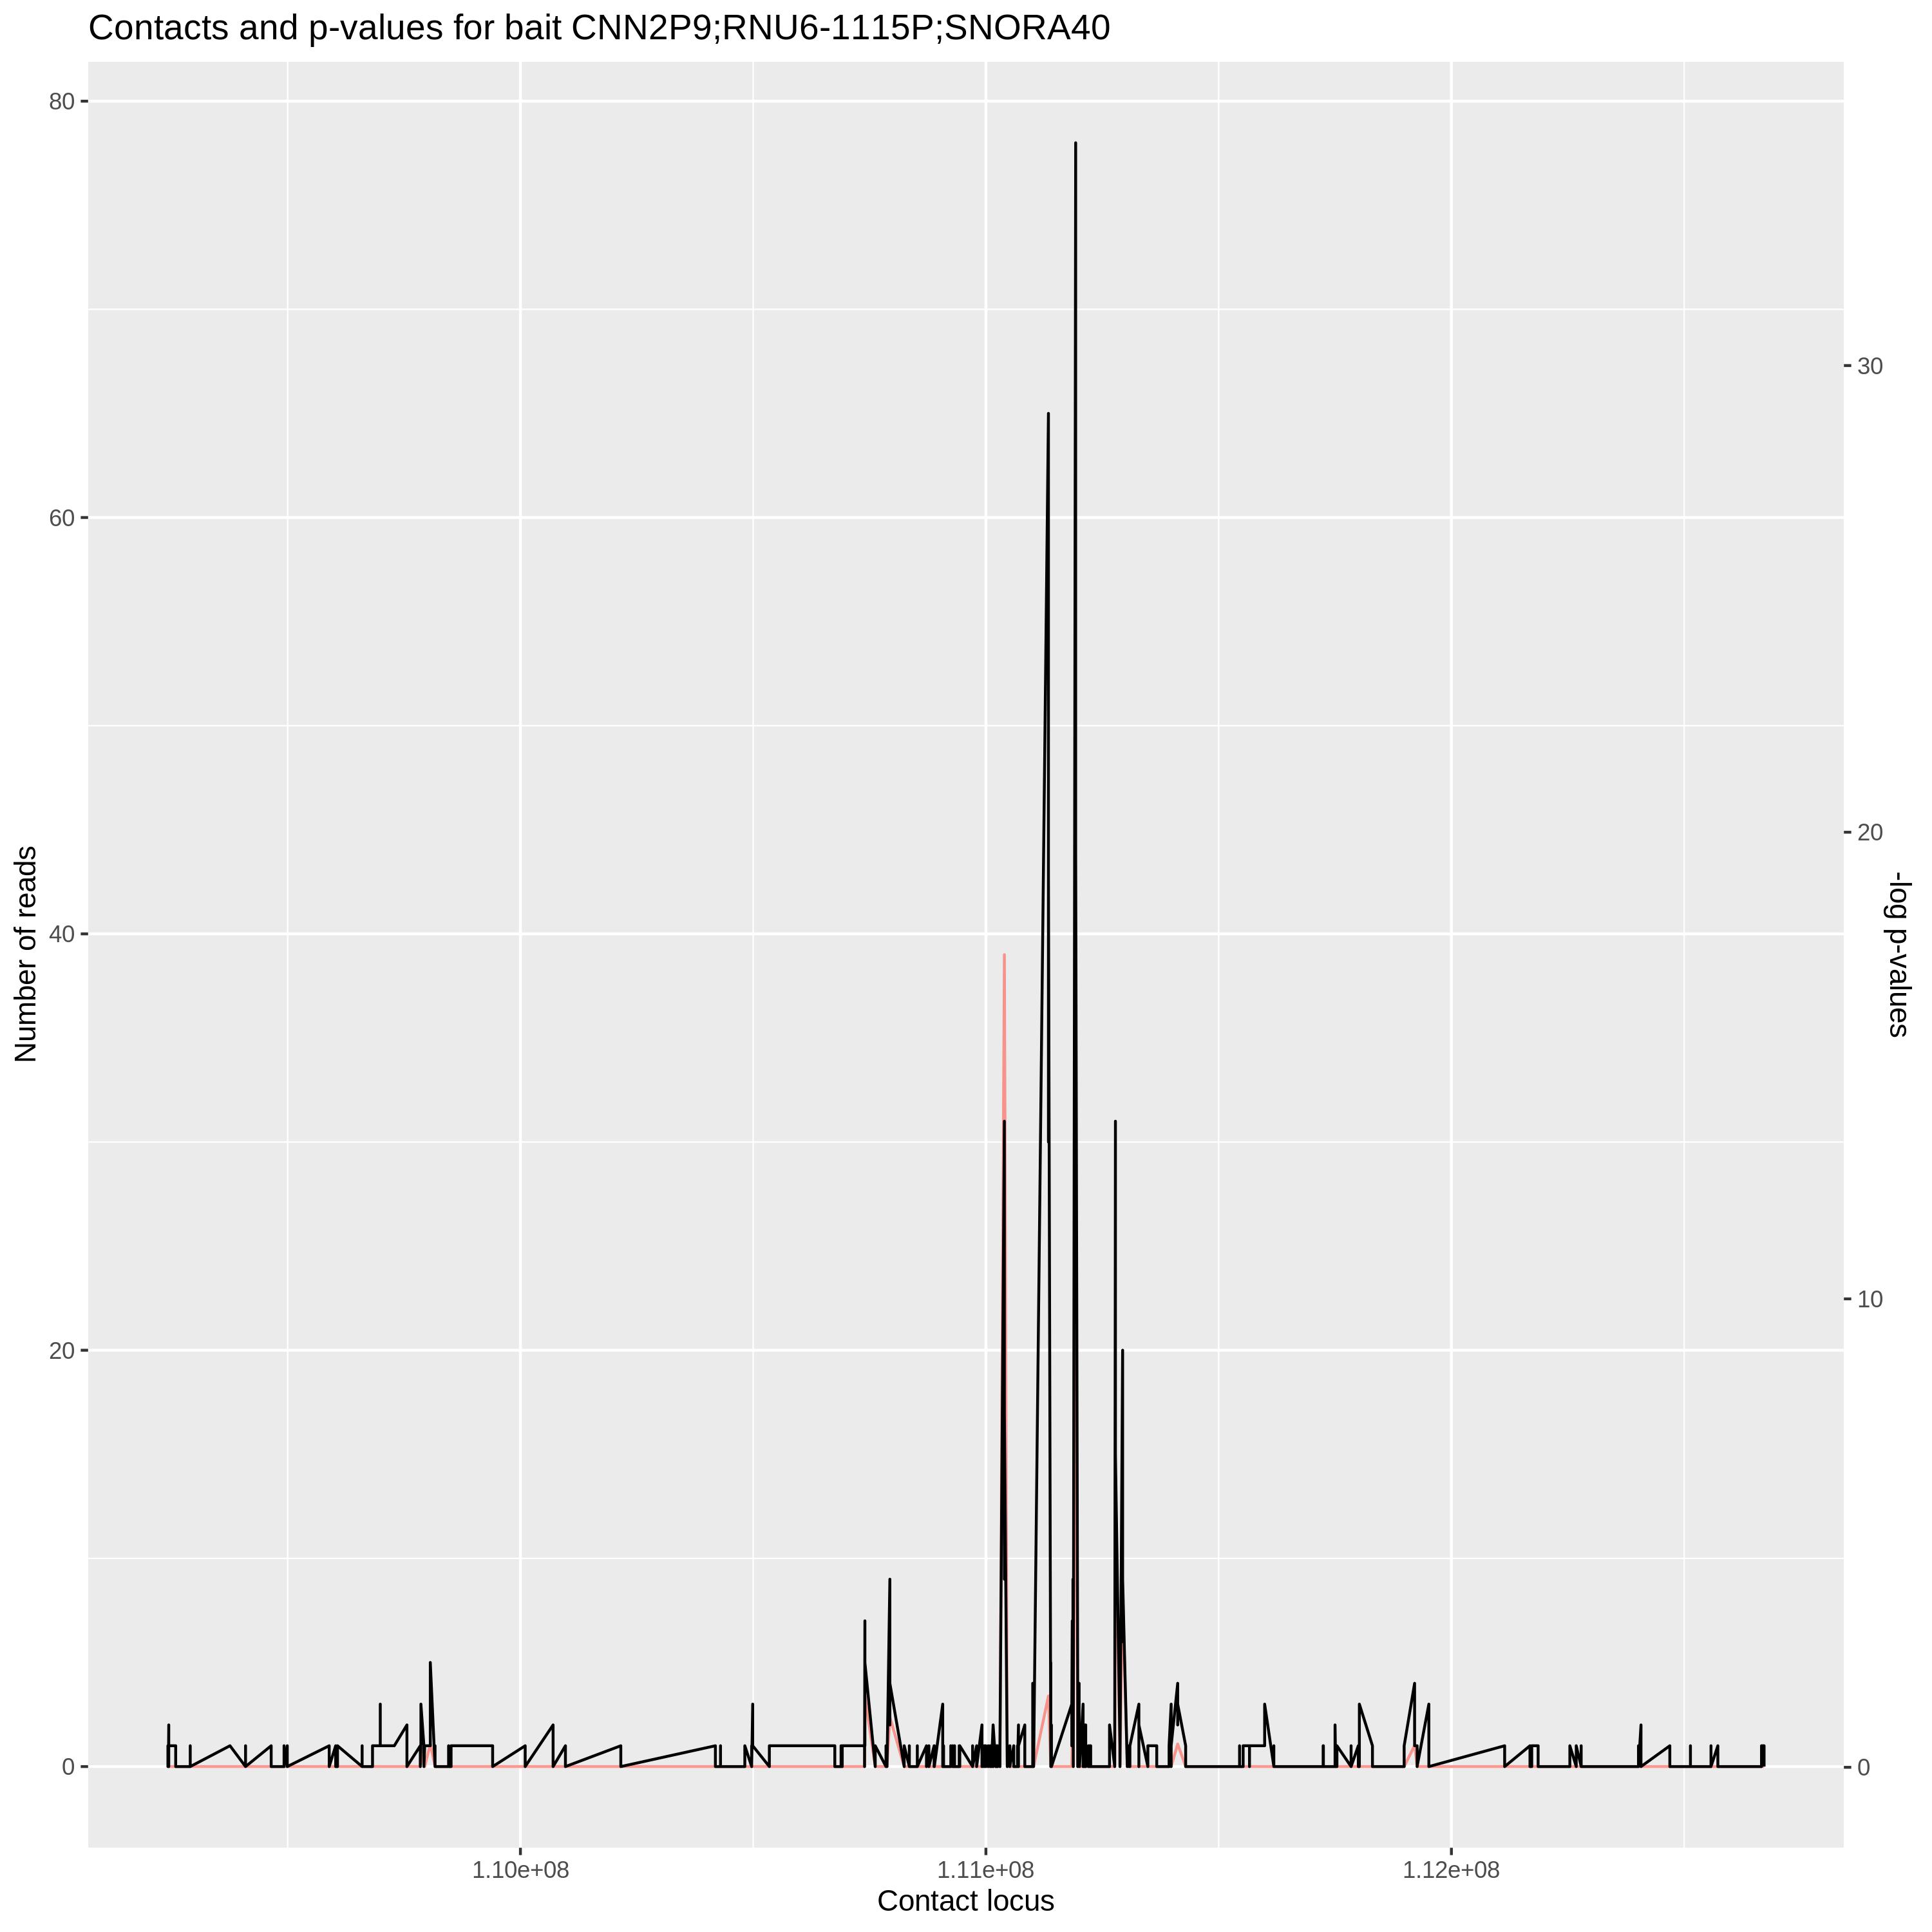 Contacts and p-values for bait CNN2P9;RNU6-1115P;SNORA40
80
60
40
20
0
Number of reads
30
20
10
0
-log p-values
1.10e+08
1.11e+08
1.12e+08
Contact locus